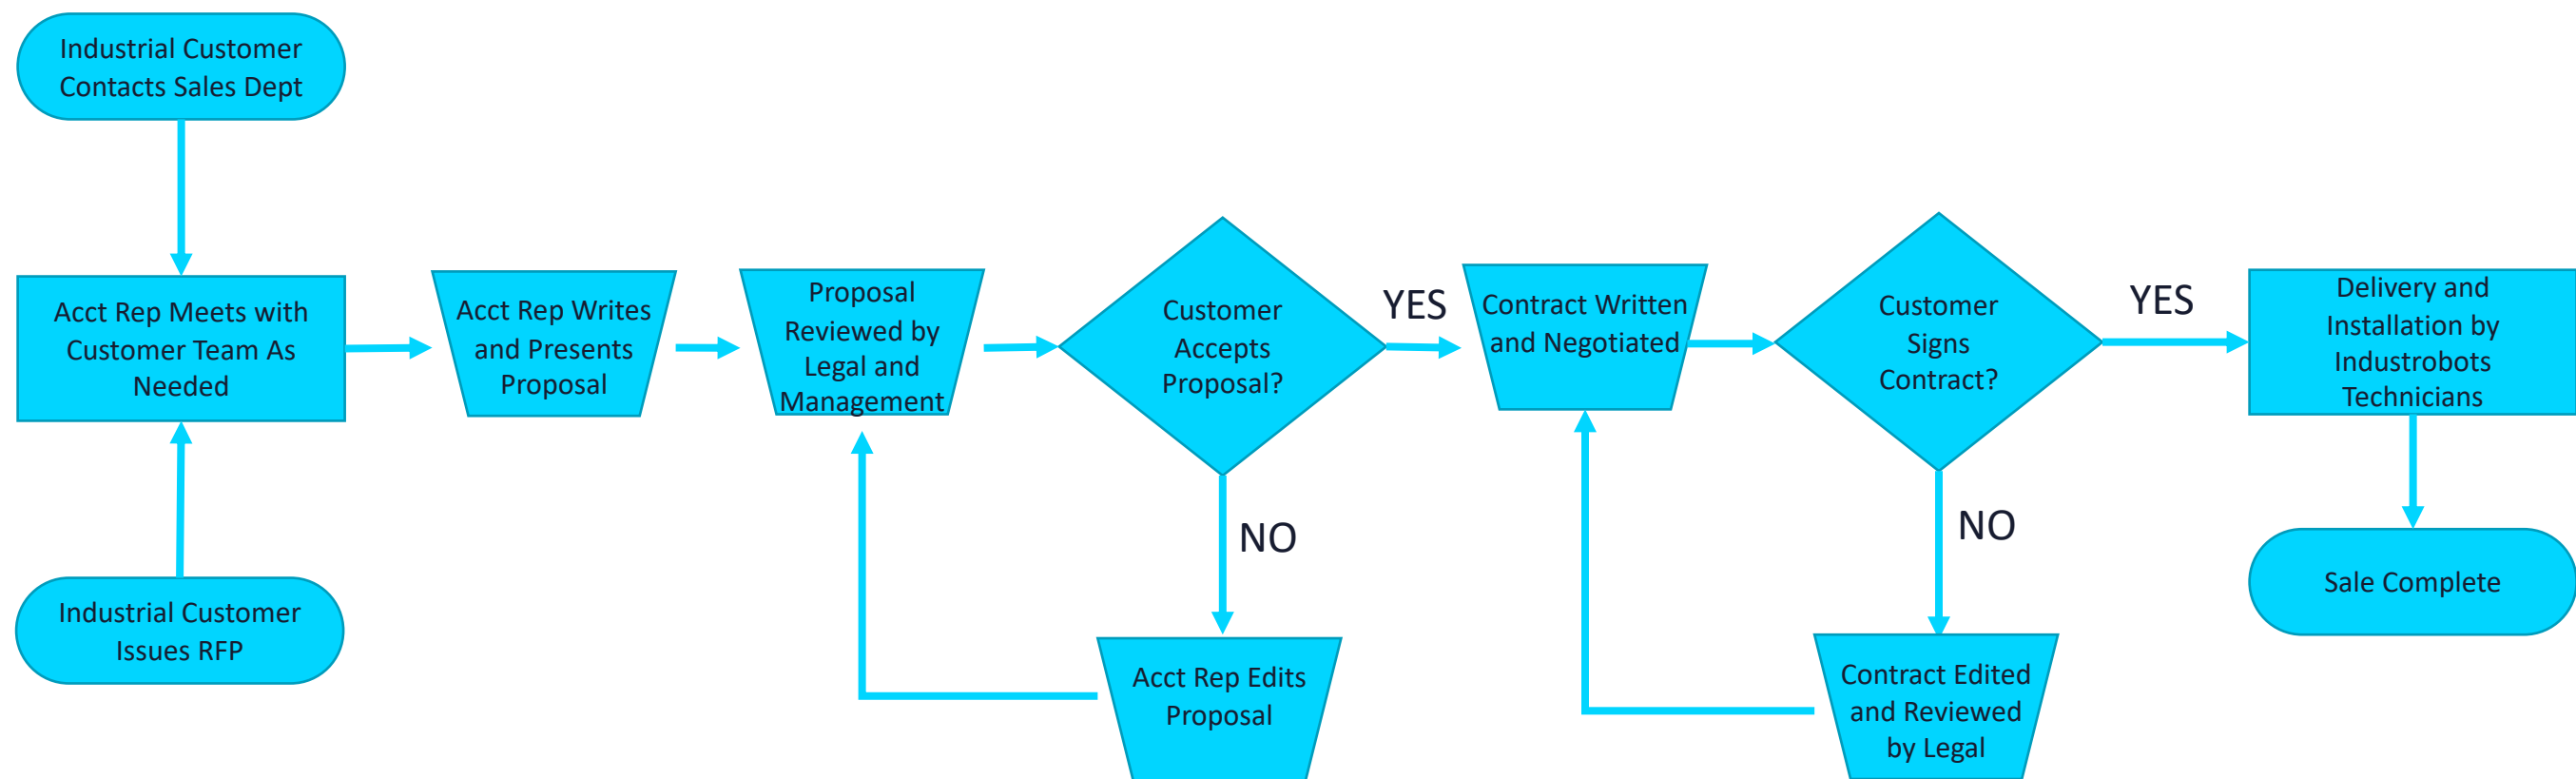 Industrial Customer
Contacts Sales Dept
Acct Rep Meets with
Customer Team As
Needed
Industrial Customer
Issues RFP
Acct Rep Writes
and Presents
Proposal
Proposal
Reviewed by
Legal and
Management
Customer
Accepts
Proposal?
YES
NO
Acct Rep Edits
Proposal
Contract Written
and Negotiated
Customer
Signs
Contract?
YES
NO
Contract Edited
and Reviewed
by Legal
Delivery and
Installation by
Industrobots
Technicians
Sale Complete